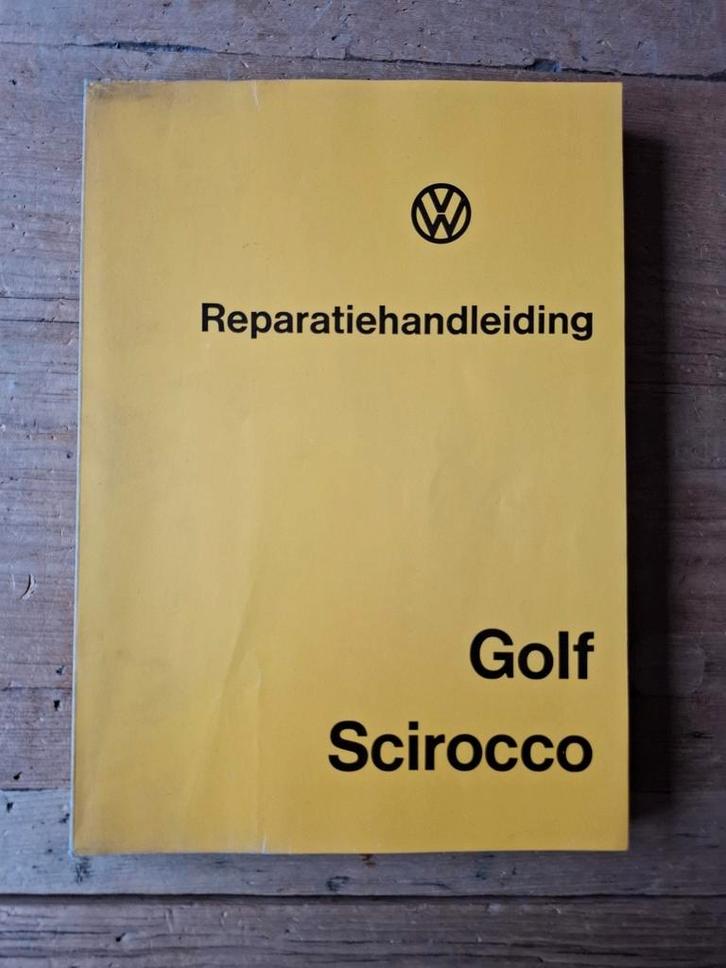 Reparatiehandleiding
Golf
Scirocco